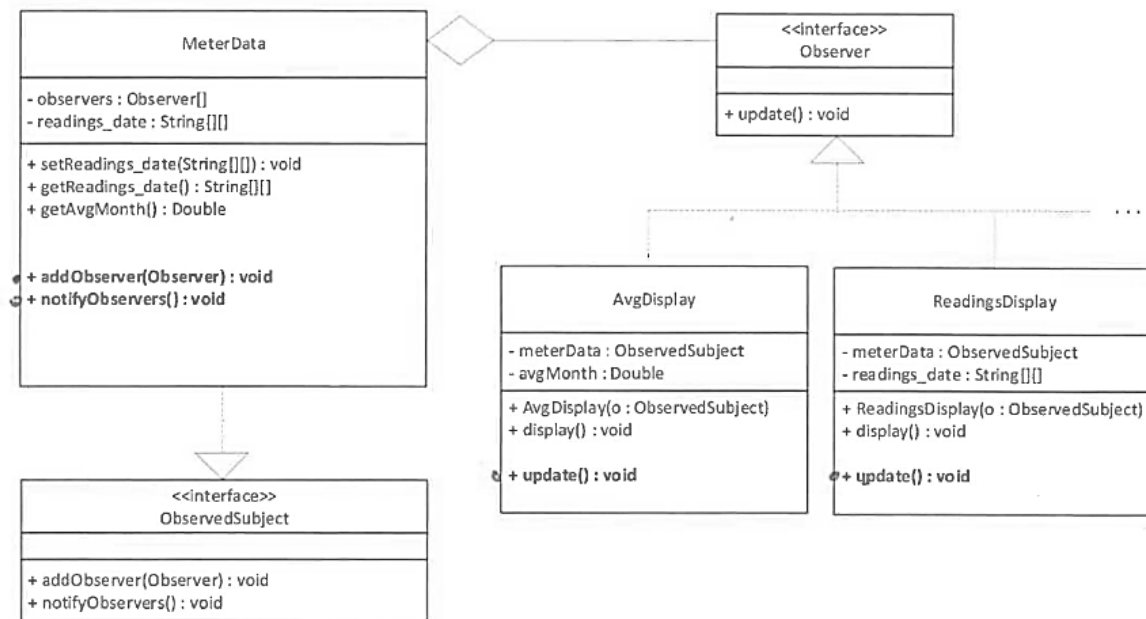 MeterData
- observers : Observer[]
- readings_date : String[][]
+ setReadings_date(String[][]) : void
+ getReadings_date() : String[][]
+ getAvgMonth() : Double
+ addObserver(Observer) : void
+ notifyObservers() : void
<<interface>>
Observer
+ update() : void
...
AvgDisplay
- meterData : ObservedSubject
- avgMonth : Double
+ AvgDisplay(o : ObservedSubject)
+ display() : void
+ update() : void
ReadingsDisplay
- meterData : ObservedSubject
- readings_date : String[][]
+ ReadingsDisplay(o : ObservedSubject)
+ display() : void
+ update() : void
<<interface>>
ObservedSubject
+ addObserver(Observer) : void
+ notifyObservers() : void